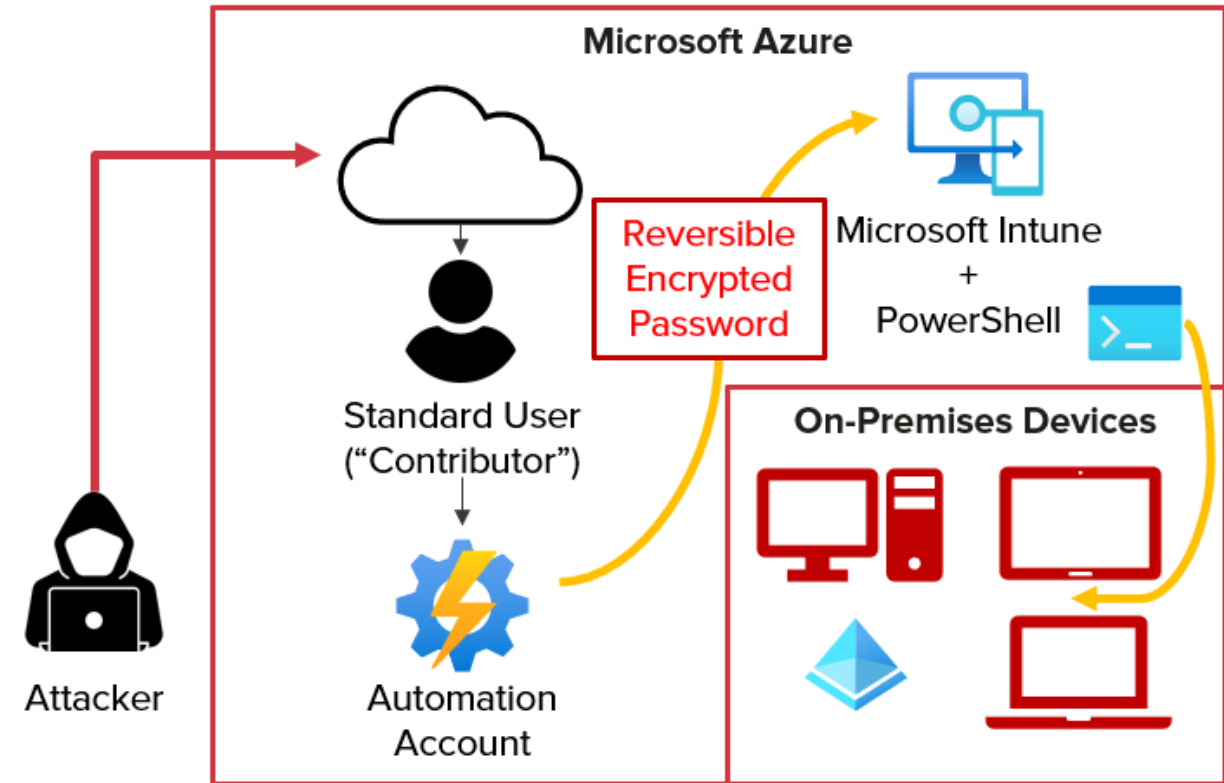 Microsoft Azure
Reversible
Encrypted
Password
Microsoft Intune
+
PowerShell
>_
Standard User
(“Contributor”)
On-Premises Devices
Attacker
Automation
Account